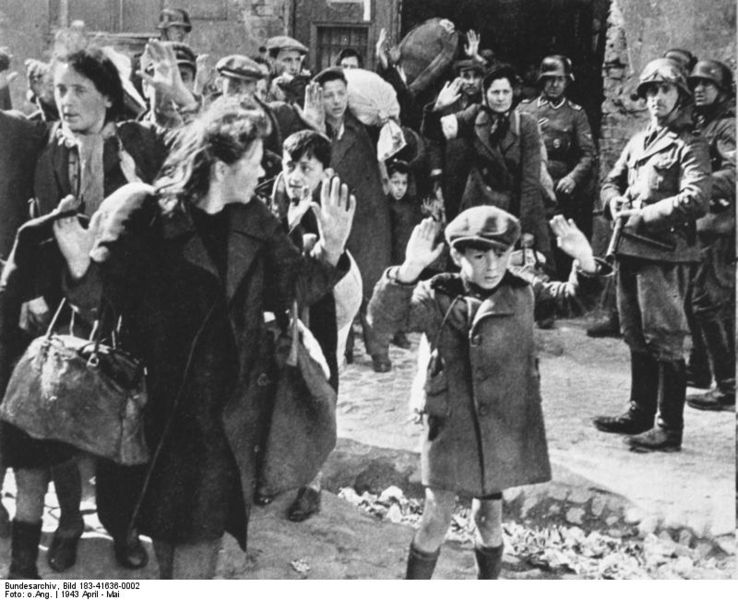 Bundesarchiv, Bild 183-41636-0002
Foto: o.Ang. | 1943 April - Mai